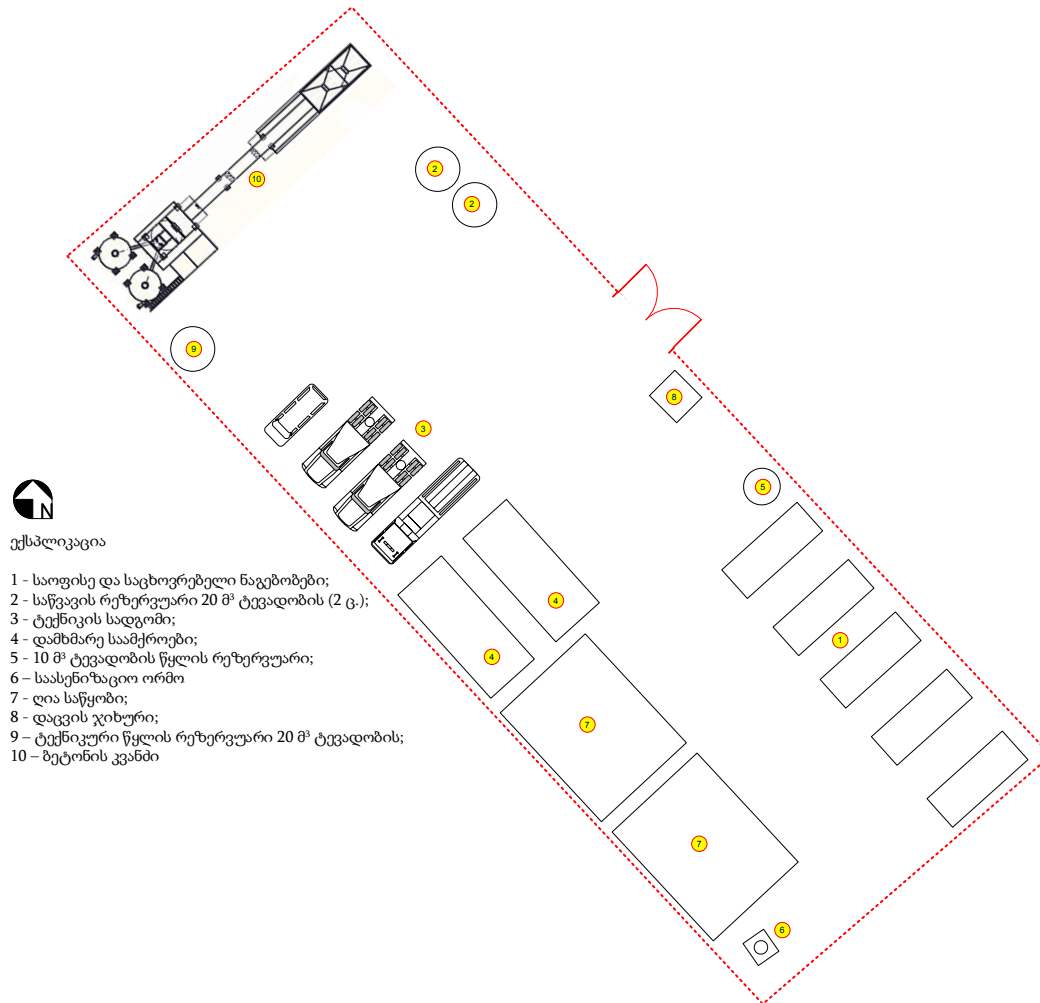 10
2
2
9
8
3
5
N
ექსპლიკაცია
1 - საოფისე და საცხოვრებელი ნაგებობები;
2 - საწვავის რეზერვუარი 20 მ³ ტევადობის (2 ც.);
3 - ტექნიკის სადგომი;
4 - დამხმარე საამქროები;
5 - 10 მ³ ტევადობის წყლის რეზერვუარი;
6 – საასენიზაციო ორმო
7 - ღია საწყობი;
8 - დაცვის ჯიხური;
9 – ტექნიკური წყლის რეზერვუარი 20 მ³ ტევადობის;
10 – ბეტონის კვანძი
4
1
4
7
7
6